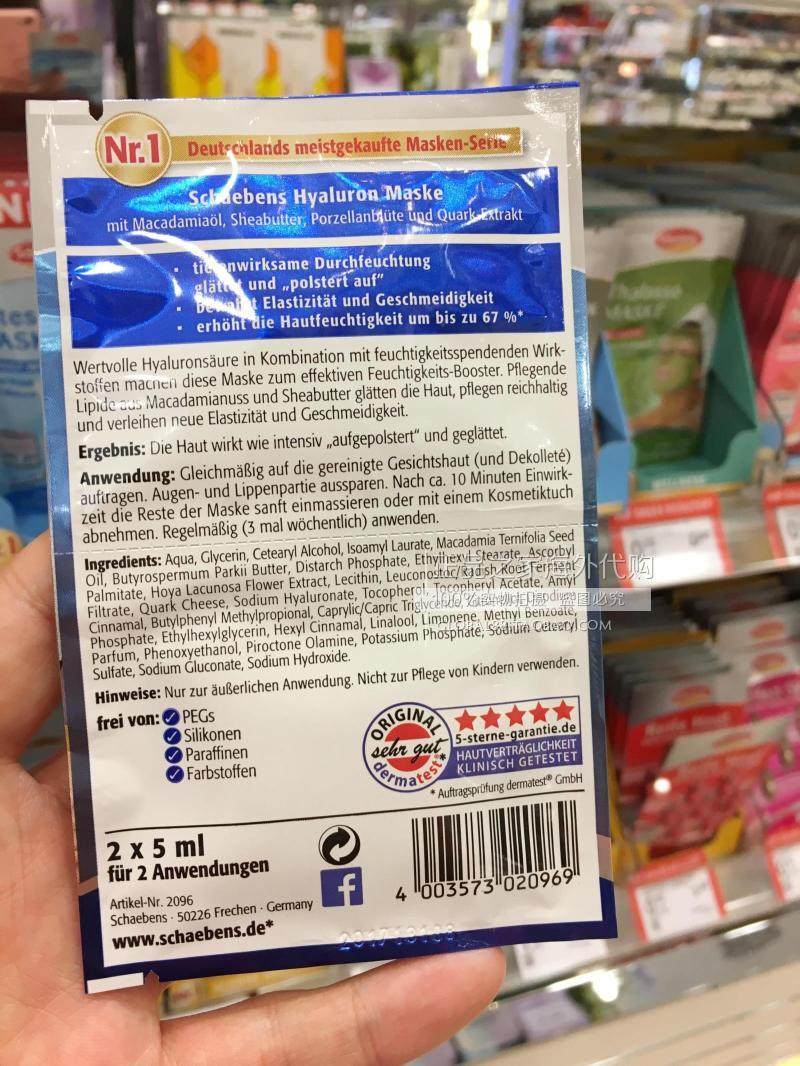 Nr.1 Deutschlands meistgekaufte Masken-Serie
Schaebens Hyaluron Maske
mit Macadamiaöl, Sheabutter, Porzellanblüte und Quark-Extrakt
• tiefenwirksame Durchfeuchtung
glättet und „polstert auf"
• bewahrt Elastizität und Geschmeidigkeit
• erhöht die Hautfeuchtigkeit um bis zu 67 %*
Wertvolle Hyaluronsäure in Kombination mit feuchtigkeitsspendenden Wirk-
stoffen machen diese Maske zum effektiven Feuchtigkeits-Booster. Pflegende
Lipide aus Macadamianuss und Sheabutter glätten die Haut, pflegen reichhaltig
und verleihen neue Elastizität und Geschmeidigkeit.
Ergebnis: Die Haut wirkt wie intensiv „aufgepolstert" und geglättet.
Anwendung: Gleichmäßig auf die gereinigte Gesichtshaut (und Dekolleté)
auftragen. Augen- und Lippenpartie aussparen. Nach ca. 10 Minuten Einwirk-
zeit die Reste der Maske sanft einmassieren oder mit einem Kosmetiktuch
abnehmen. Regelmäßig (3 mal wöchentlich) anwenden.
Ingredients: Aqua, Glycerin, Cetearyl Alcohol, Isoamyl Laurate, Macadamia Ternifolia Seed
Oil, Butyrospermum Parkii Butter, Distarch Phosphate, Ethylhexyl Stearate, Ascorbyl
Palmitate, Hoya Lacunosa Flower Extract, Lecithin, Leuconostoc/Radish Root Ferment
Filtrate, Quark Cheese, Sodium Hyaluronate, Tocopherol, Tocopheryl Acetate, Amyl
Cinnamal, Butylphenyl Methylpropional, Caprylic/Capric Triglyceride, Disodium
Phosphate, Ethylhexylglycerin, Hexyl Cinnamal, Linalool, Limonene, Methyl Benzoate,
Parfum, Phenoxyethanol, Piroctone Olamine, Potassium Phosphate, Sodium Cetearyl
Sulfate, Sodium Gluconate, Sodium Hydroxide.
Hinweise: Nur zur äußerlichen Anwendung. Nicht zur Pflege von Kindern verwenden.
frei von: PEGs
Silikonen
Paraffinen
Farbstoffen
ORIGINAL
sehr gut
dermatest®
5-sterne-garantie.de
HAUTVERTRÄGLICHKEIT
KLINISCH GETESTET
* Auftragsprüfung dermatest® GmbH
2 x 5 ml
für 2 Anwendungen
Artikel-Nr. 2096
Schaebens · 50226 Frechen · Germany
www.schaebens.de*
4 003573 020969